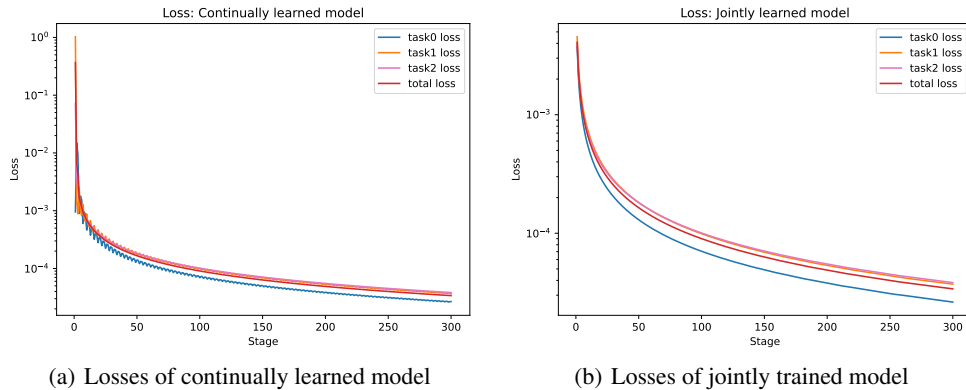 Loss: Continually learned model
task0 loss
task1 loss
task2 loss
total loss
10⁰
10⁻¹
10⁻²
10⁻³
10⁻⁴
Loss
0 50 100 150 200 250 300
Stage
(a) Losses of continually learned model
Loss: Jointly learned model
task0 loss
task1 loss
task2 loss
total loss
10⁻³
10⁻⁴
Loss
0 50 100 150 200 250 300
Stage
(b) Losses of jointly trained model